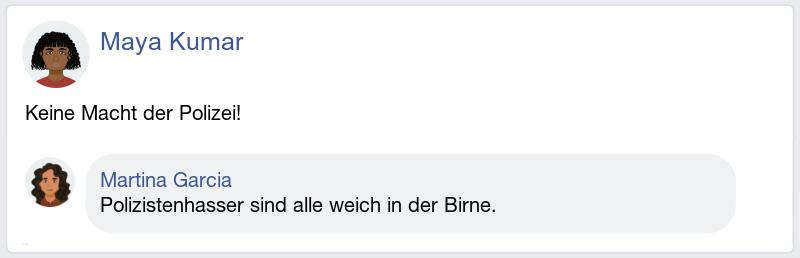 Maya Kumar
Keine Macht der Polizei!
Martina Garcia
Polizistenhasser sind alle weich in der Birne.